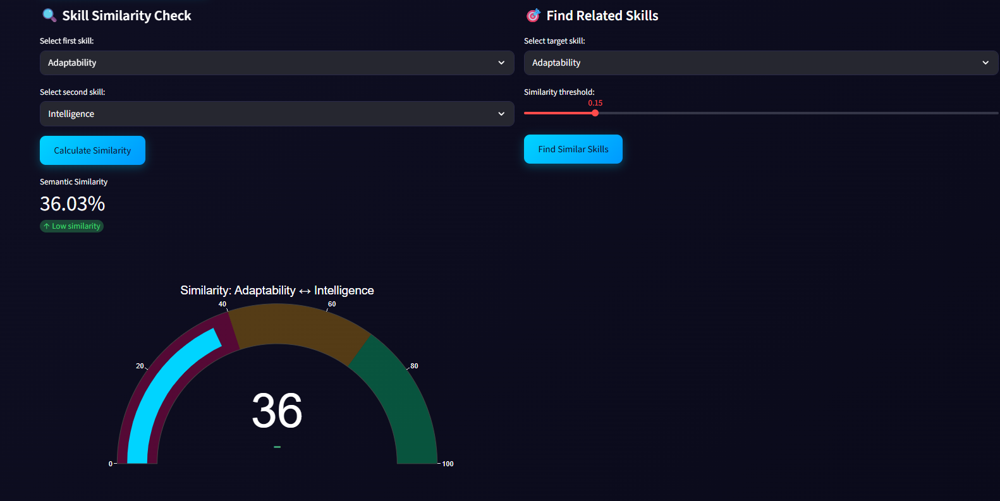 🔍 Skill Similarity Check
Select first skill:
Adaptability
Select second skill:
Intelligence
Calculate Similarity
Semantic Similarity
36.03%
↑ Low similarity
Similarity: Adaptability ↔ Intelligence
0
20
40
60
80
100
36
-
🎯 Find Related Skills
Select target skill:
Adaptability
Similarity threshold:
0.15
Find Similar Skills